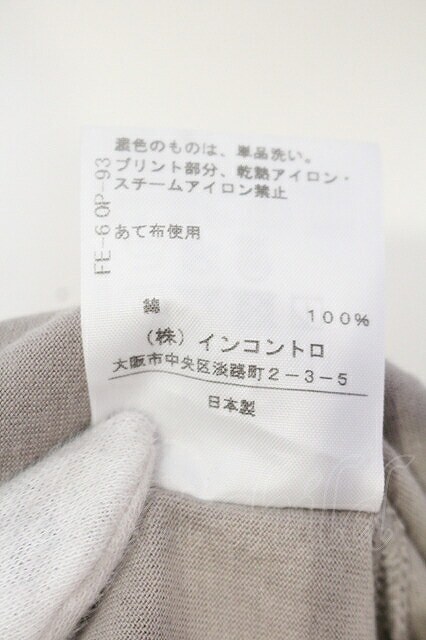 濃色のものは、単品洗い。
プリント部分、乾熱アイロン・
スチームアイロン禁止
あて布使用
FE-6 OP-93
綿 100%
(株)インコントロ
大阪市中央区淡路町2-3-5
日本製